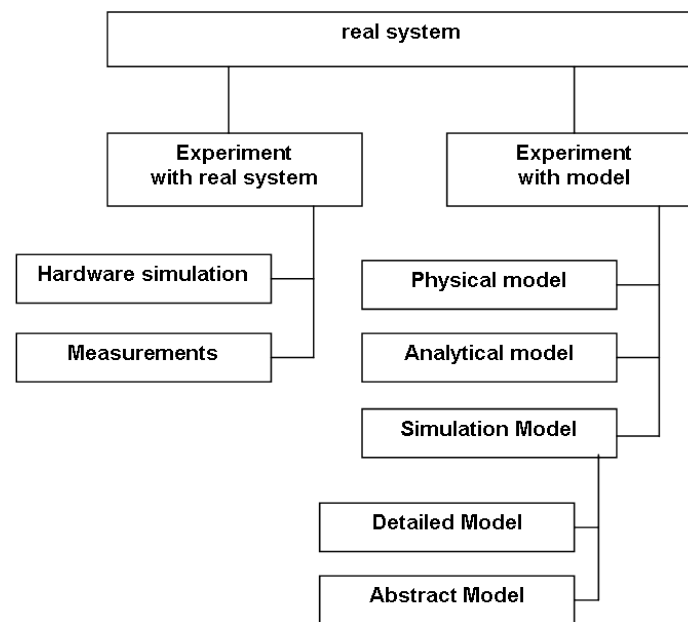 real system
Experiment
with real system
Experiment
with model
Hardware simulation
Measurements
Physical model
Analytical model
Simulation Model
Detailed Model
Abstract Model